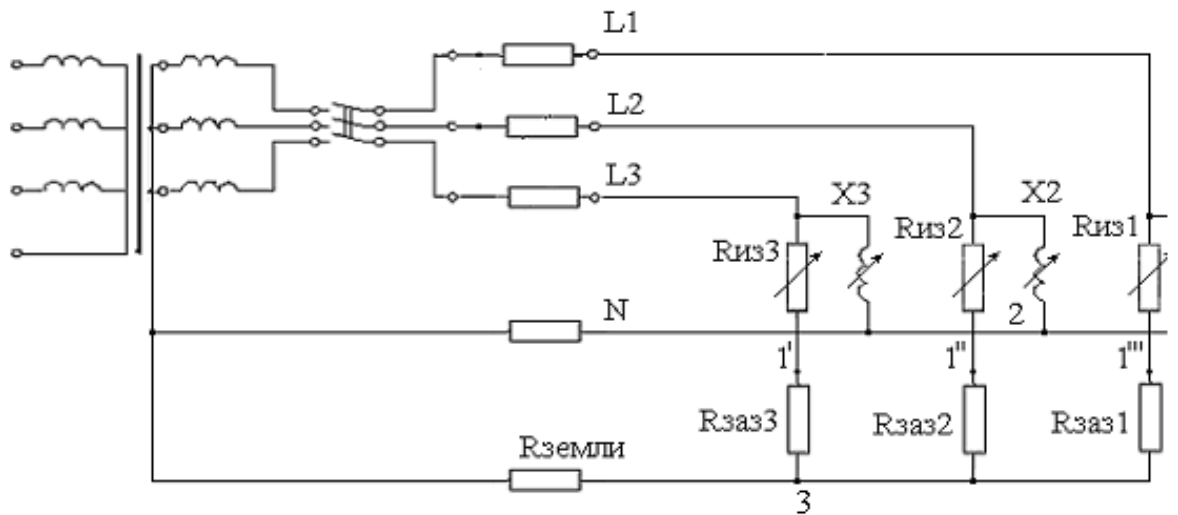 L1
L2
L3
X3
X2
Rиз3
Rиз2
Rиз1
N
2
1'
1''
1'''
Rзаз3
Rзаз2
Rзаз1
Rземли
3